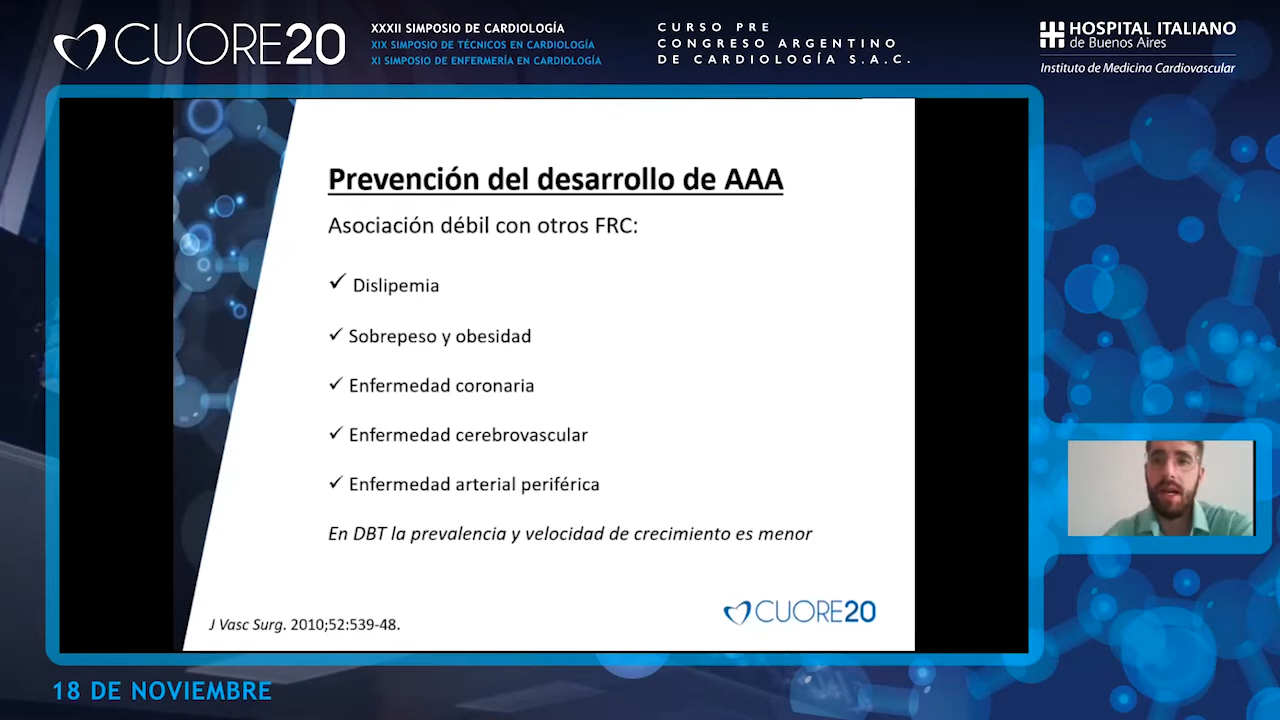 CUORE20
XXXII SIMPOSIO DE CARDIOLOGÍA
XIX SIMPOSIO DE TÉCNICOS EN CARDIOLOGÍA
XI SIMPOSIO DE ENFERMERÍA EN CARDIOLOGÍA
CURSO PRE
CONGRESO ARGENTINO
DE CARDIOLOGÍA S.A.C.
HOSPITAL ITALIANO
de Buenos Aires
Instituto de Medicina Cardiovascular
Prevención del desarrollo de AAA
Asociación débil con otros FRC:
✓ Dislipemia
✓ Sobrepeso y obesidad
✓ Enfermedad coronaria
✓ Enfermedad cerebrovascular
✓ Enfermedad arterial periférica
En DBT la prevalencia y velocidad de crecimiento es menor
J Vasc Surg. 2010;52:539-48.
CUORE20
18 DE NOVIEMBRE